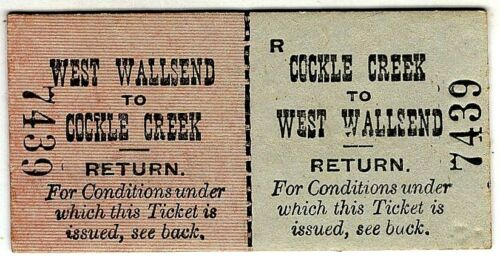 7439
WEST WALLSEND
TO
COCKLE CREEK
RETURN.
For Conditions under
which this Ticket is
issued, see back.
R
COCKLE CREEK
TO
WEST WALLSEND
RETURN.
For Conditions under
which this Ticket is
issued, see back.
7439